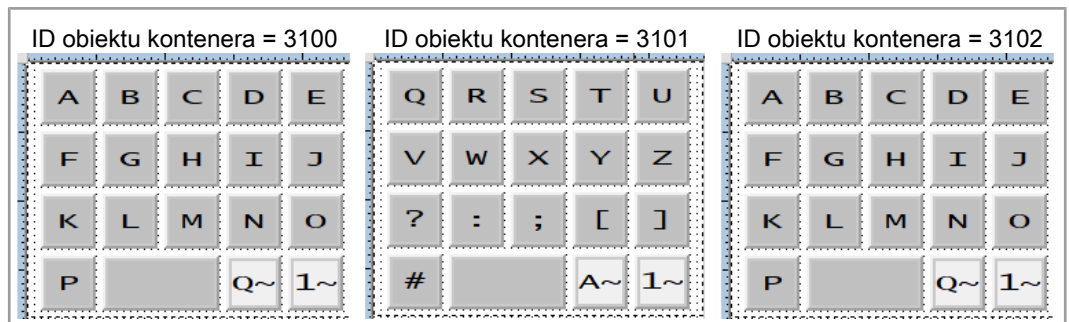 ID obiektu kontenera = 3100
A B C D E
F G H I J
K L M N O
P Q~ 1~
ID obiektu kontenera = 3101
Q R S T U
V W X Y Z
? : ; [ ]
# A~ 1~
ID obiektu kontenera = 3102
A B C D E
F G H I J
K L M N O
P Q~ 1~